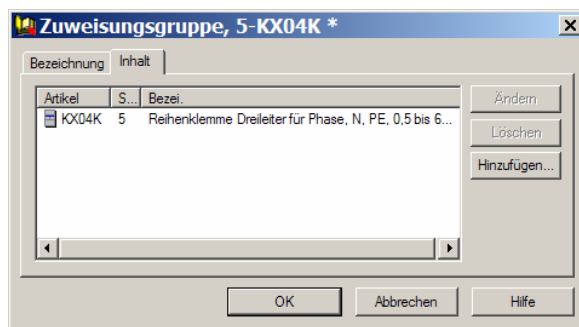 Zuweisungsgruppe, 5-KX04K *
Bezeichnung Inhalt
Artikel S... Bezei.
KX04K 5 Reihenklemme Dreileiter für Phase, N, PE, 0,5 bis 6...
Ändern
Löschen
Hinzufügen...
OK Abbrechen Hilfe